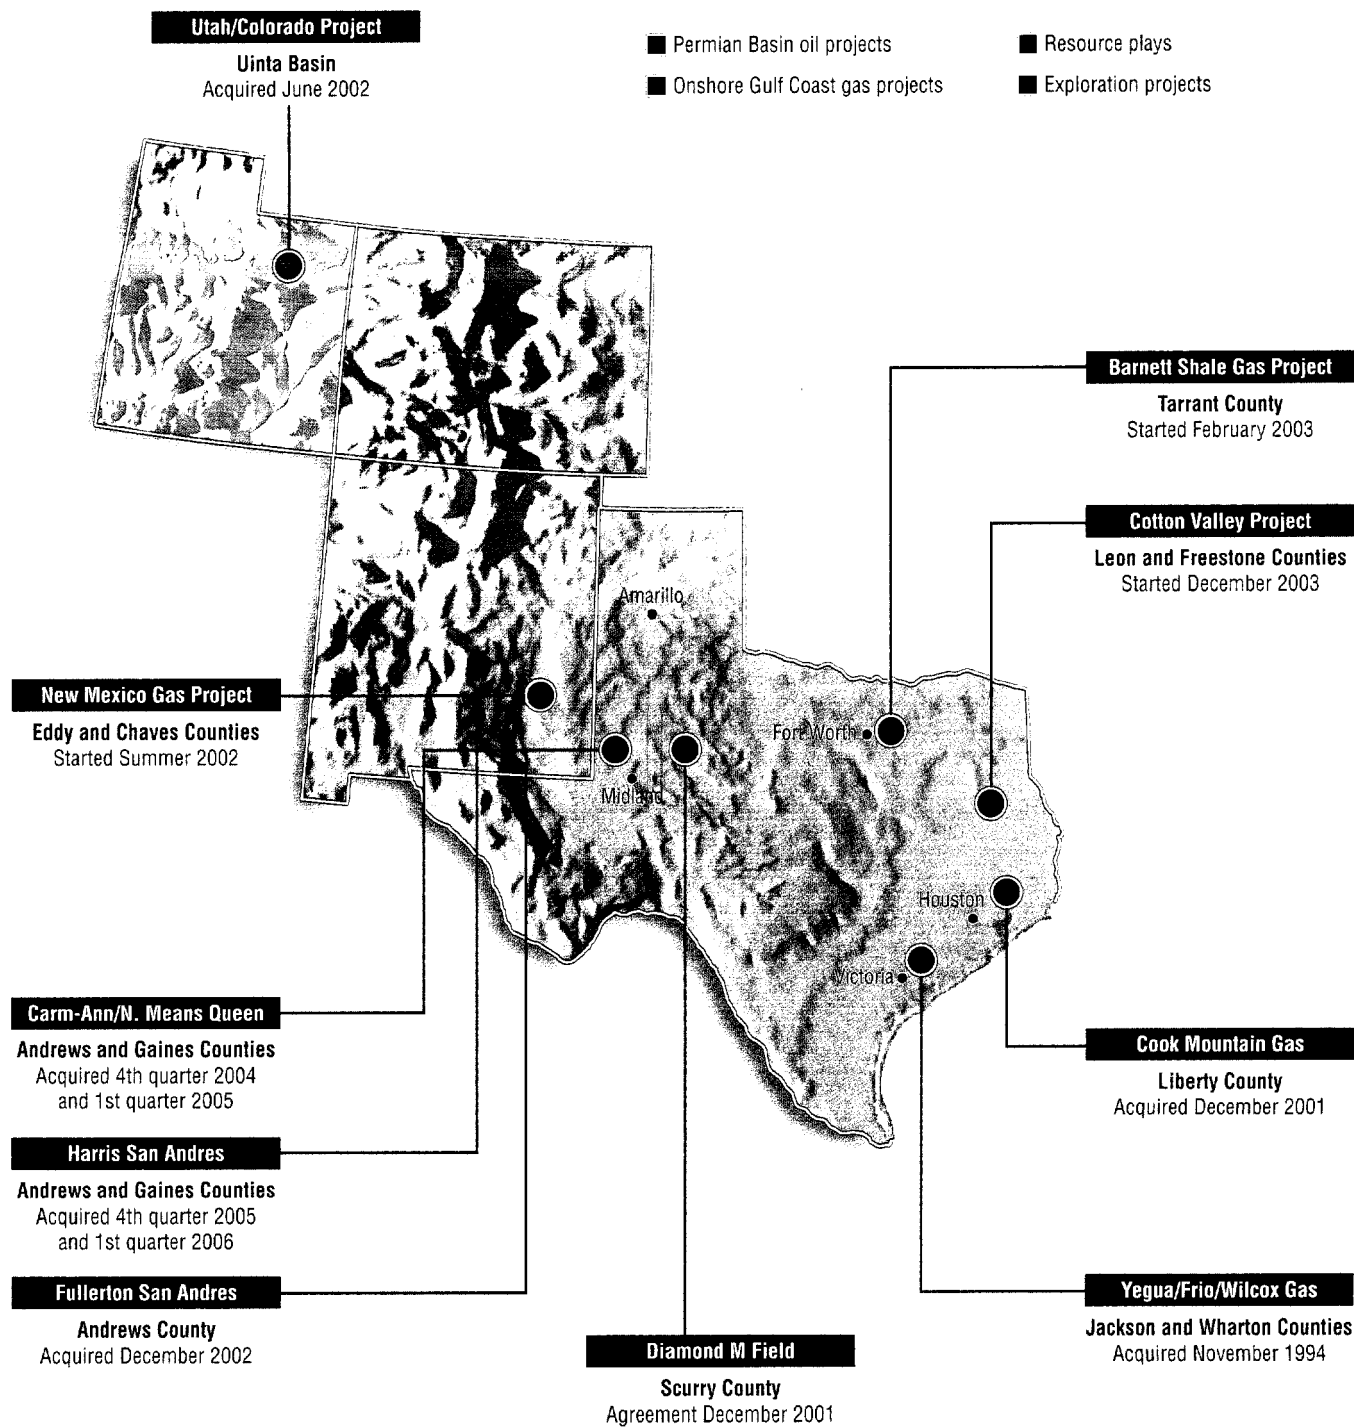 Utah/Colorado Project
Uinta Basin
Acquired June 2002
Permian Basin oil projects
Onshore Gulf Coast gas projects
Resource plays
Exploration projects
Barnett Shale Gas Project
Tarrant County
Started February 2003
Cotton Valley Project
Leon and Freestone Counties
Started December 2003
Amarillo
New Mexico Gas Project
Eddy and Chaves Counties
Started Summer 2002
Fort Worth
Midland
Houston
Victoria
Carm-Ann/N. Means Queen
Andrews and Gaines Counties
Acquired 4th quarter 2004
and 1st quarter 2005
Cook Mountain Gas
Liberty County
Acquired December 2001
Harris San Andres
Andrews and Gaines Counties
Acquired 4th quarter 2005
and 1st quarter 2006
Fullerton San Andres
Andrews County
Acquired December 2002
Yegua/Frio/Wilcox Gas
Jackson and Wharton Counties
Acquired November 1994
Diamond M Field
Scurry County
Agreement December 2001